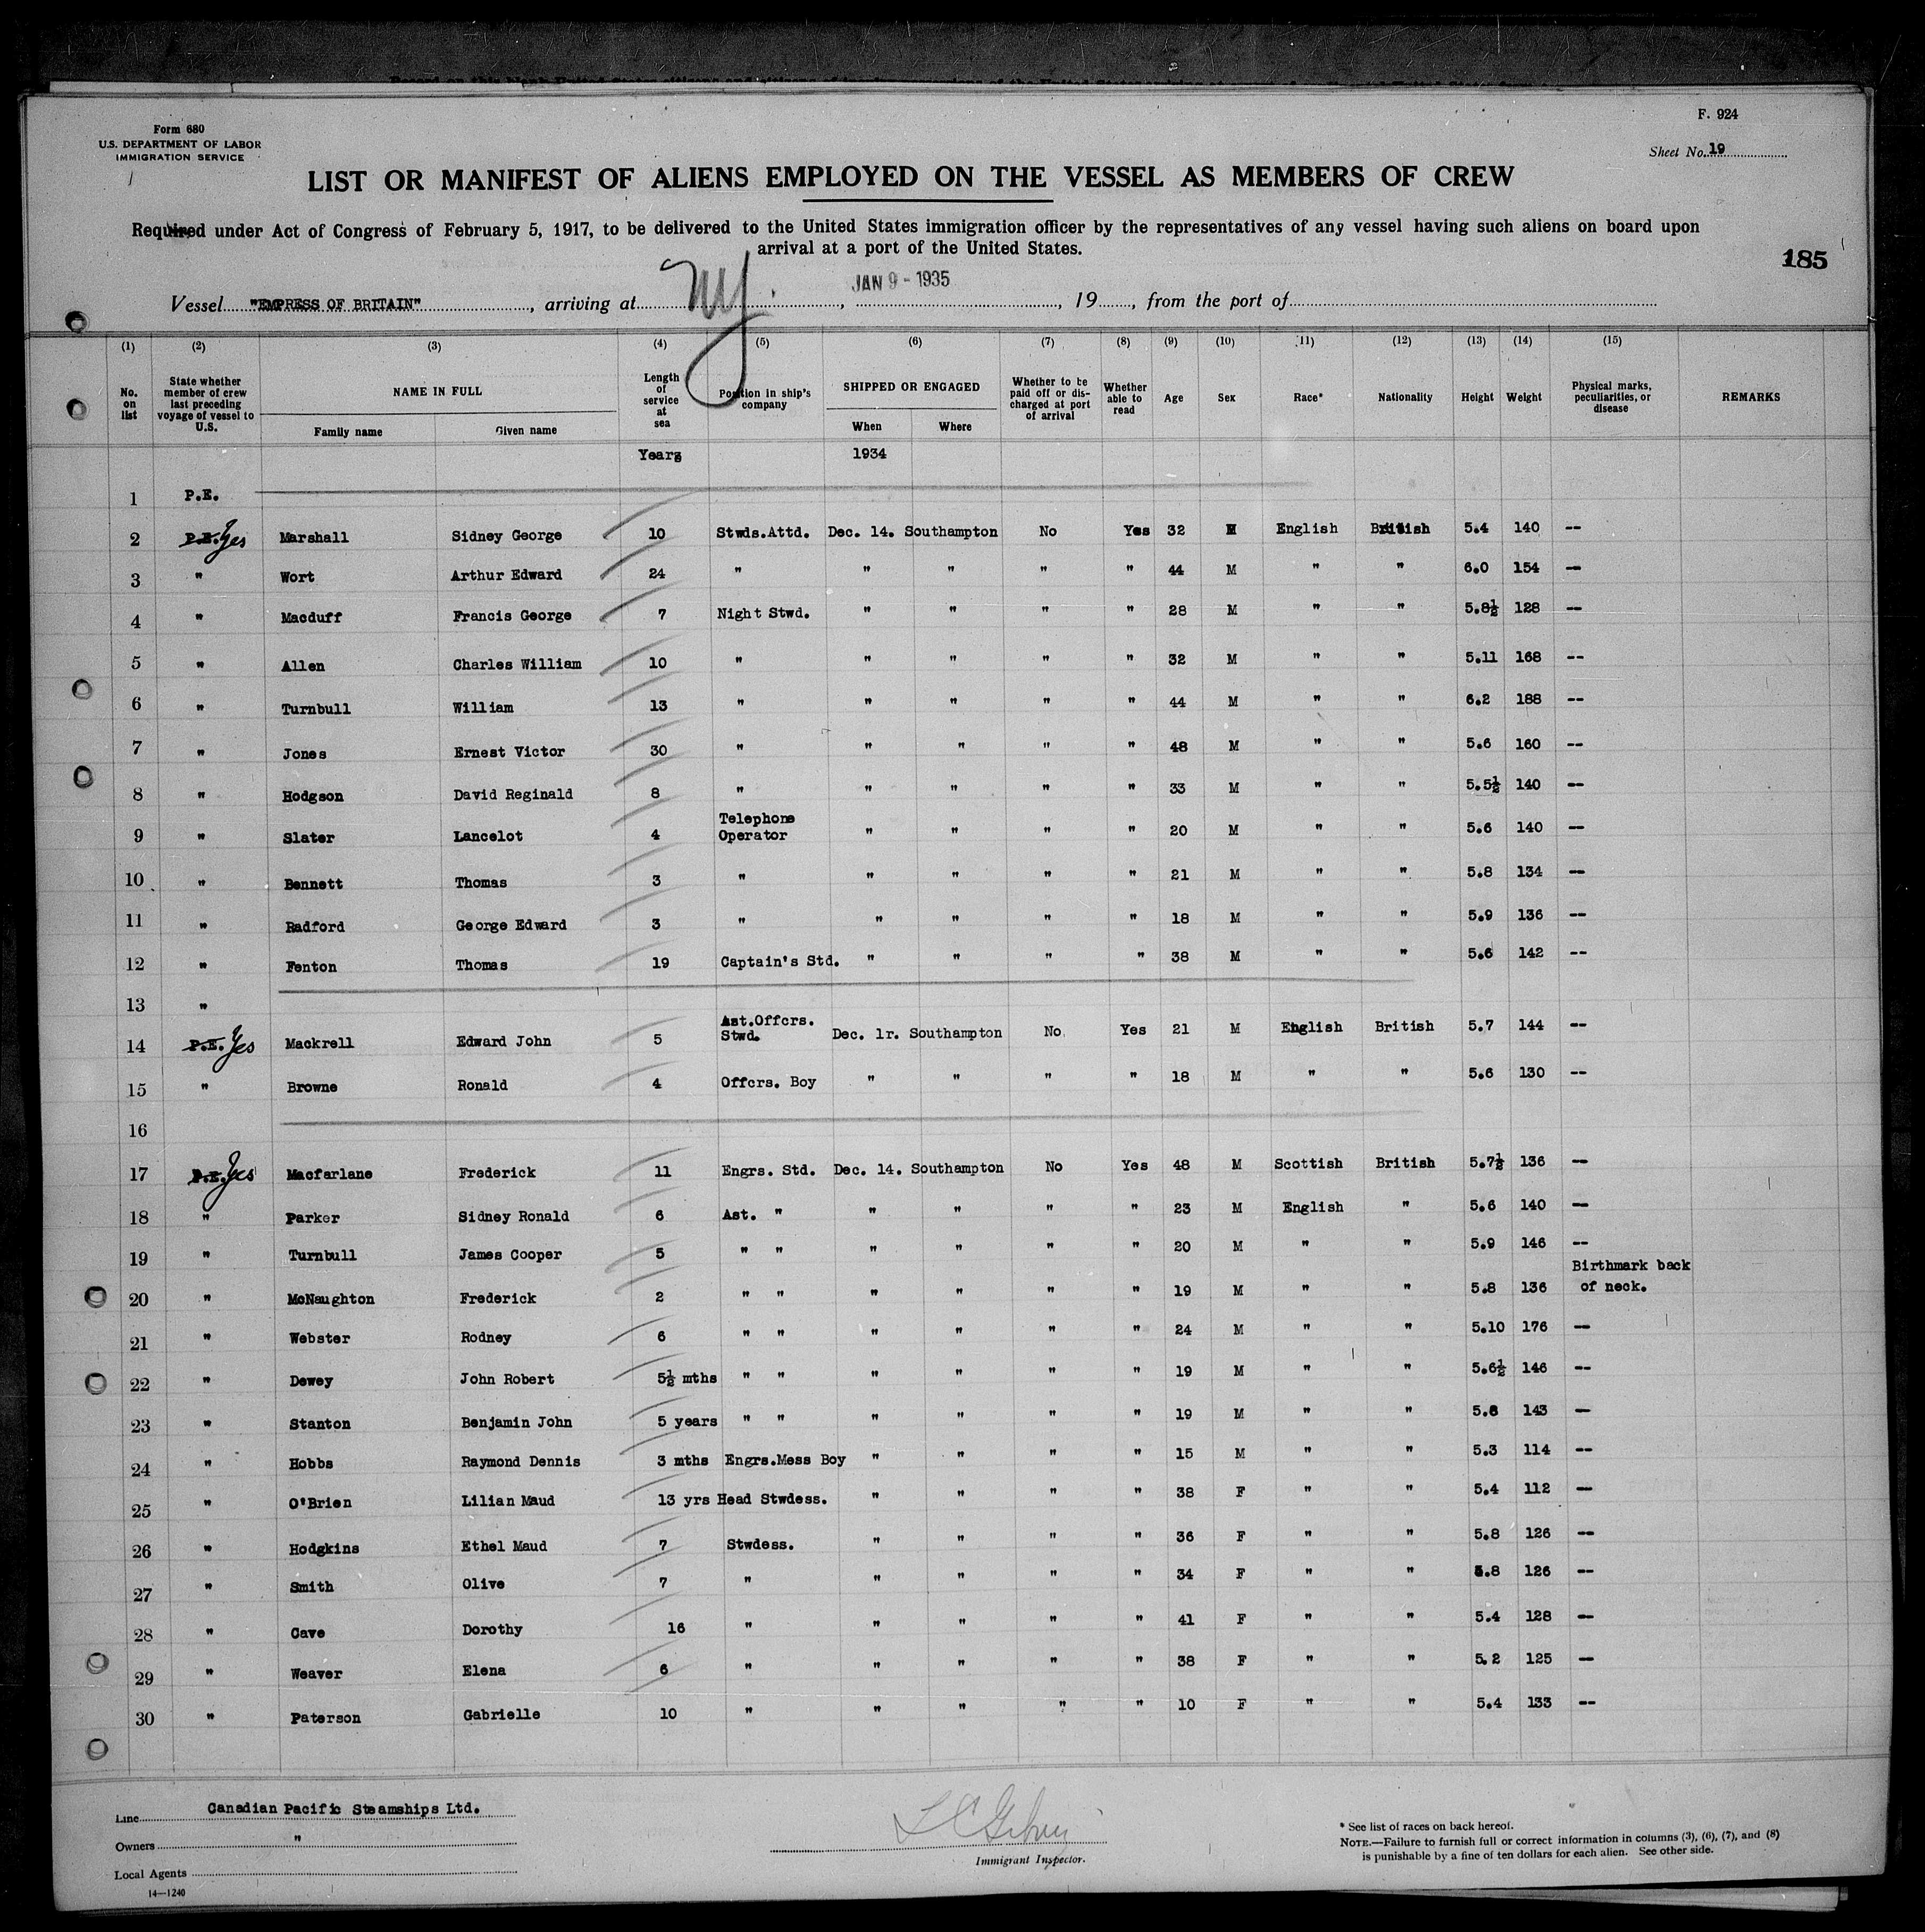 F. 924
Form 680
U.S. DEPARTMENT OF LABOR
IMMIGRATION SERVICE
Sheet No. 19
LIST OR MANIFEST OF ALIENS EMPLOYED ON THE VESSEL AS MEMBERS OF CREW
Required under Act of Congress of February 5, 1917, to be delivered to the United States immigration officer by the representatives of any vessel having such aliens on board upon
arrival at a port of the United States.
185
Vessel "EMPRESS OF BRITAIN", arriving at NY, JAN 9 - 1935, 19, from the port of
(1) (2) (3) (4) (5) (6) (7) (8) (9) (10) (11) (12) (13) (14) (15)
No. on list State whether member of crew last preceding voyage of vessel to U.S. NAME IN FULL Family name Given name Length of service at sea Position in ship's company SHIPPED OR ENGAGED When Where Whether to be paid off or discharged at port of arrival Whether able to read Age Sex Race* Nationality Height Weight Physical marks, peculiarities, or disease REMARKS
Years 1934
1 P.E.
2 P.E. Yes Marshall Sidney George 10 Stwds.Attd. Dec. 14. Southampton No Yes 32 M English British 5.4 140 --
3 " Wort Arthur Edward 24 " " " " " 44 M " " 6.0 154 --
4 " Macduff Francis George 7 Night Stwd. " " " " 28 M " " 5.8½ 128 --
5 " Allen Charles William 10 " " " " " 32 M " " 5.11 168 --
6 " Turnbull William 13 " " " " " 44 M " " 6.2 188 --
7 " Jones Ernest Victor 30 " " " " " 48 M " " 5.6 160 --
8 " Hodgson David Reginald 8 " " " " " 33 M " " 5.5½ 140 --
9 " Slater Lancelot 4 Telephone Operator " " " " 20 M " " 5.6 140 --
10 " Bennett Thomas 3 " " " " " 21 M " " 5.8 134 --
11 " Radford George Edward 3 " " " " " 18 M " " 5.9 136 --
12 " Fenton Thomas 19 Captain's Std. " " " " 38 M " " 5.6 142 --
13 "
14 P.E. Yes Mackrell Edward John 5 Ast.Offcrs. Stwd. Dec. 1r. Southampton No Yes 21 M English British 5.7 144 --
15 " Browne Ronald 4 Offcrs. Boy " " " " 18 M " " 5.6 130 --
16
17 P.E. Yes Macfarlane Frederick 11 Engrs. Std. Dec. 14. Southampton No Yes 48 M Scottish British 5.7½ 136 --
18 " Parker Sidney Ronald 6 Ast. " " " " " 23 M English " 5.6 140 --
19 " Turnbull James Cooper 5 " " " " " " 20 M " " 5.9 146 --
20 " McNaughton Frederick 2 " " " " " " 19 M " " 5.8 136 Birthmark back of neck.
21 " Webster Rodney 6 " " " " " " 24 M " " 5.10 176 --
22 " Dewey John Robert 5½ mths " " " " " " 19 M " " 5.6½ 146 --
23 " Stanton Benjamin John 5 years " " " " " " 19 M " " 5.8 143 --
24 " Hobbs Raymond Dennis 3 mths Engrs.Mess Boy " " " " 15 M " " 5.3 114 --
25 " O'Brien Lilian Maud 13 yrs Head Stwdess. " " " " 38 F " " 5.4 112 --
26 " Hodgkins Ethel Maud 7 Stwdess. " " " " 36 F " " 5.8 126 --
27 " Smith Olive 7 " " " " " 34 F " " 5.8 126 --
28 " Cave Dorothy 16 " " " " " 41 F " " 5.4 128 --
29 " Weaver Elena 6 " " " " " 38 F " " 5.2 125 --
30 " Paterson Gabrielle 10 " " " " " 10 F " " 5.4 133 --
Line Canadian Pacific Steamships Ltd.
Owners "
Local Agents
14—1240
Immigrant Inspector.
* See list of races on back hereof.
NOTE.—Failure to furnish full or correct information in columns (3), (6), (7), and (8)
is punishable by a fine of ten dollars for each alien. See other side.